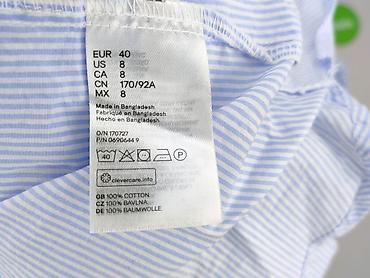 EUR 40
US 8
CA 8
CN 170/92A
MX 8
Made in Bangladesh
Fabriqué en Bangladesh
Hecho en Bangladesh
O/N 170727
P/N 0690644 9
40 P
clevercare.info
GB 100% COTTON.
CZ 100% BAVLNA.
DE 100% BAUMWOLLE.